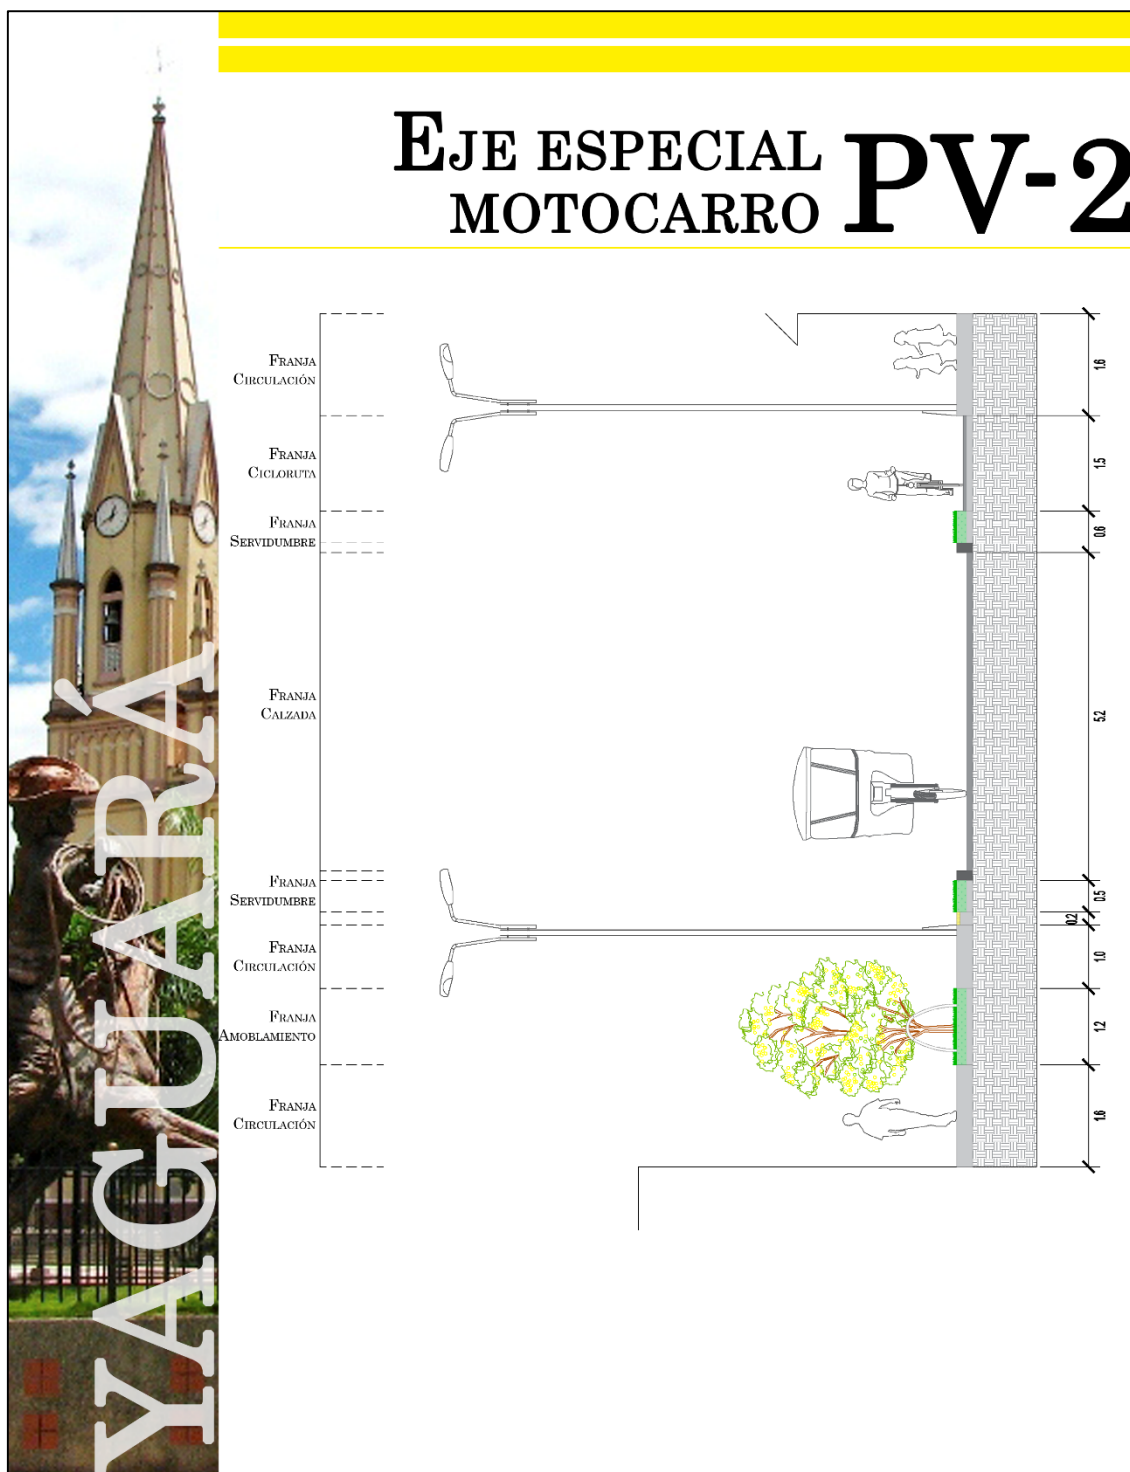 EJE ESPECIAL
MOTOCARRO
PV-2
YAGUARÁ
FRANJA
CIRCULACIÓN
1.6
FRANJA
CICLORUTA
1.5
FRANJA
SERVIDUMBRE
0.6
FRANJA
CALZADA
5.2
FRANJA
SERVIDUMBRE
0.5
0.2
FRANJA
CIRCULACIÓN
1.0
FRANJA
AMOBLAMIENTO
1.2
FRANJA
CIRCULACIÓN
1.6